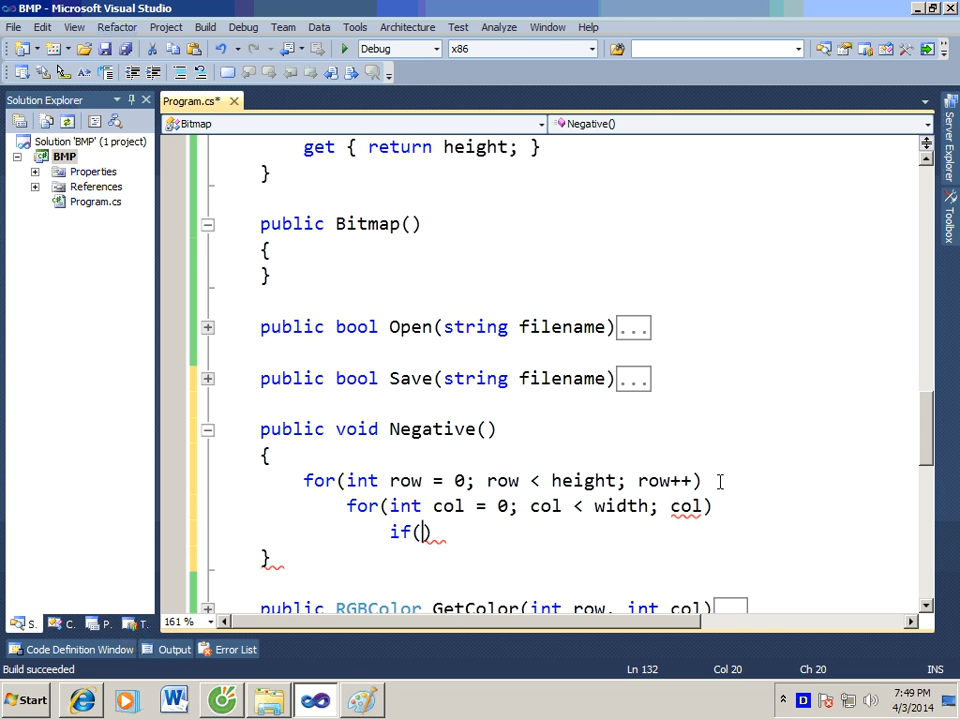 BMP - Microsoft Visual Studio
File Edit View Refactor Project Build Debug Team Data Tools Architecture Test Analyze Window Help
Debug x86
Solution Explorer
Program.cs*
Bitmap Negative()
Solution 'BMP' (1 project)
BMP
Properties
References
Program.cs
get { return height; }
}
public Bitmap()
{
}
public bool Open(string filename)...
public bool Save(string filename)...
public void Negative()
{
for(int row = 0; row < height; row++)
for(int col = 0; col < width; col)
if()
}
public RGBColor GetColor(int row, int col)
Server Explorer
Toolbox
S. C. P. T.
161 %
Code Definition Window Output Error List
Build succeeded Ln 132 Col 20 Ch 20 INS
Start
7:49 PM
4/3/2014